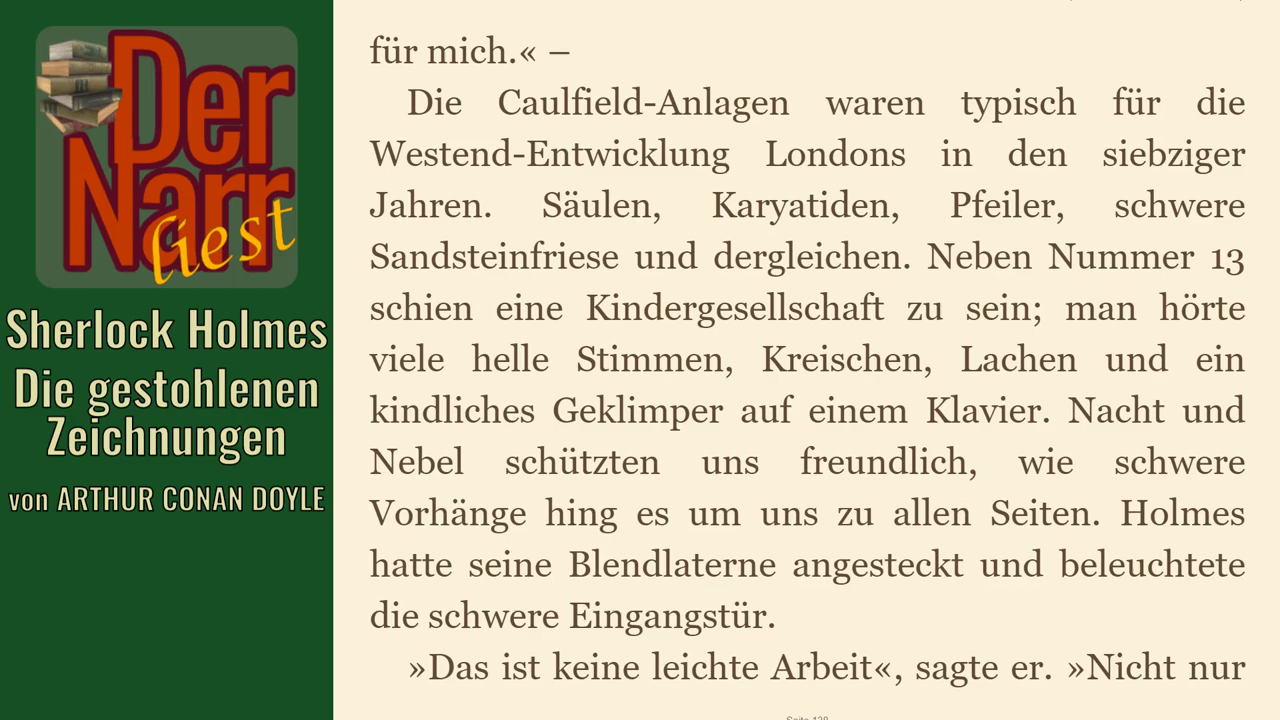 Der
Narr
liest
Sherlock Holmes
Die gestohlenen
Zeichnungen
von ARTHUR CONAN DOYLE
für mich.« –
Die Caulfield-Anlagen waren typisch für die
Westend-Entwicklung Londons in den siebziger
Jahren. Säulen, Karyatiden, Pfeiler, schwere
Sandsteinfriese und dergleichen. Neben Nummer 13
schien eine Kindergesellschaft zu sein; man hörte
viele helle Stimmen, Kreischen, Lachen und ein
kindliches Geklimper auf einem Klavier. Nacht und
Nebel schützten uns freundlich, wie schwere
Vorhänge hing es um uns zu allen Seiten. Holmes
hatte seine Blendlaterne angesteckt und beleuchtete
die schwere Eingangstür.
»Das ist keine leichte Arbeit«, sagte er. »Nicht nur